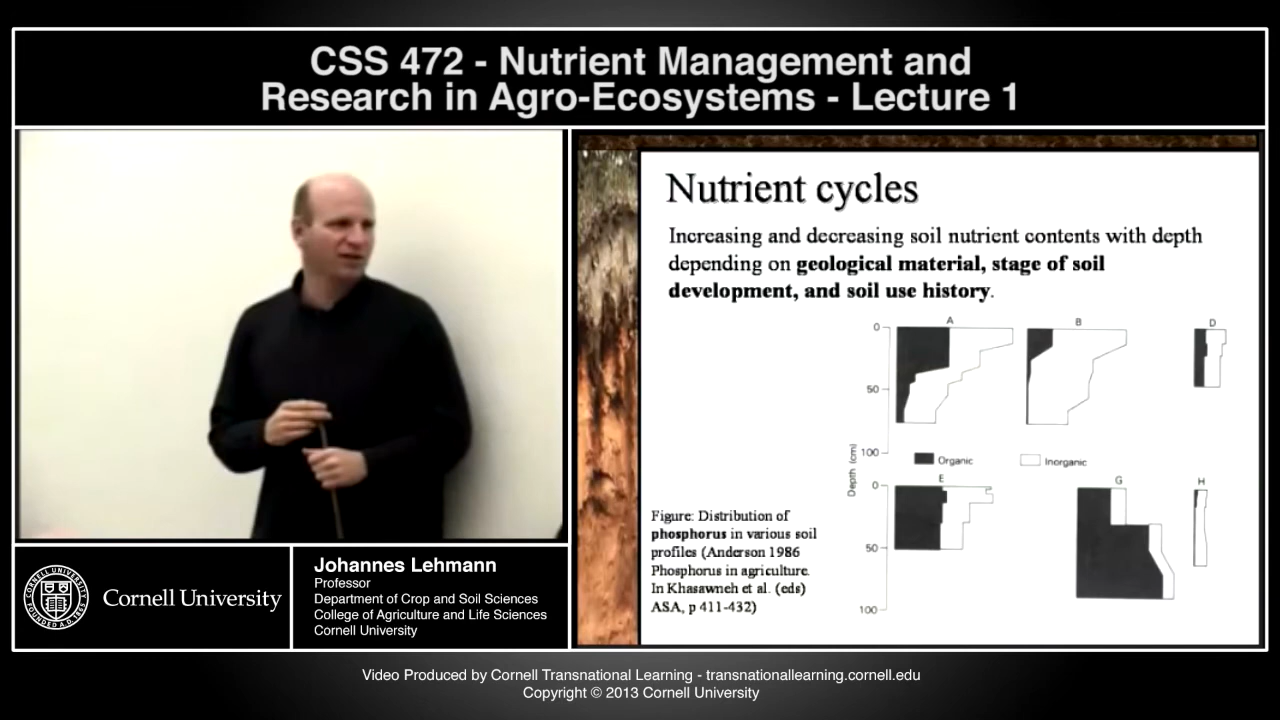 CSS 472 - Nutrient Management and
Research in Agro-Ecosystems - Lecture 1
Nutrient cycles
Increasing and decreasing soil nutrient contents with depth
depending on geological material, stage of soil
development, and soil use history.
A
B
D
0
50
100
Depth (cm)
Organic
Inorganic
E
G
H
0
50
100
Figure: Distribution of
phosphorus in various soil
profiles (Anderson 1986
Phosphorus in agriculture.
In Khasawneh et al. (eds)
ASA, p 411-432)
CORNELL UNIVERSITY
FOUNDED A.D. 1865
Cornell University
Johannes Lehmann
Professor
Department of Crop and Soil Sciences
College of Agriculture and Life Sciences
Cornell University
Video Produced by Cornell Transnational Learning - transnationallearning.cornell.edu
Copyright © 2013 Cornell University